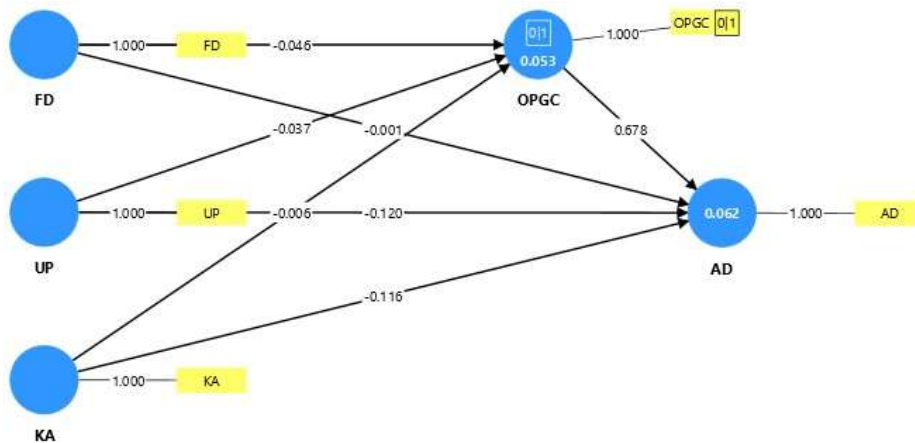 FD
1.000
FD
-0.046
0|1
0.053
OPGC
1.000
OPGC 0|1
-0.037
-0.001
0.678
UP
1.000
UP
-0.006
-0.120
0.062
AD
1.000
AD
-0.116
KA
1.000
KA